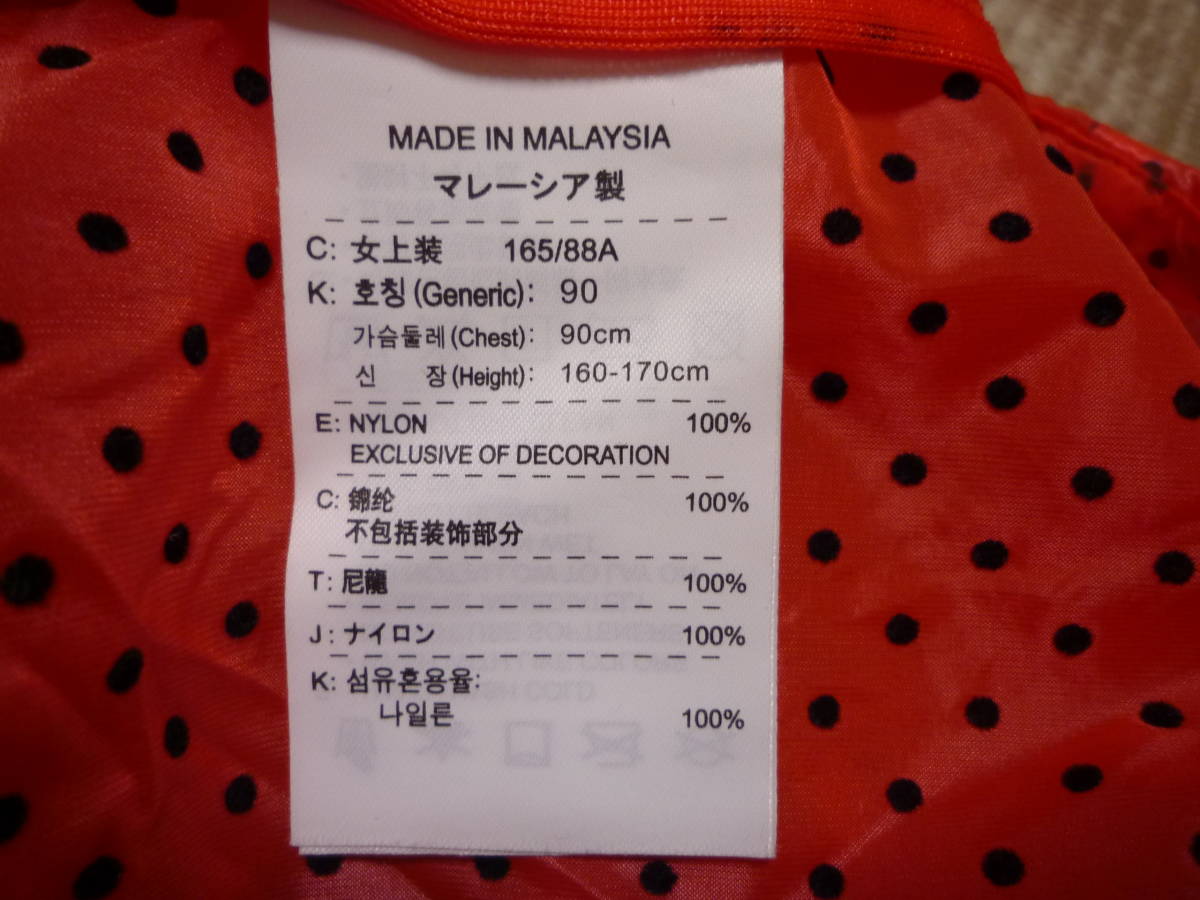 MADE IN MALAYSIA
マレーシア製
C: 女上装 165/88A
K: 호칭 (Generic): 90
가슴둘레 (Chest): 90cm
신 장 (Height): 160-170cm
E: NYLON 100%
EXCLUSIVE OF DECORATION
C: 錦纶 100%
不包括装饰部分
T: 尼龍 100%
J: ナイロン 100%
K: 섬유혼용율:
나일론 100%